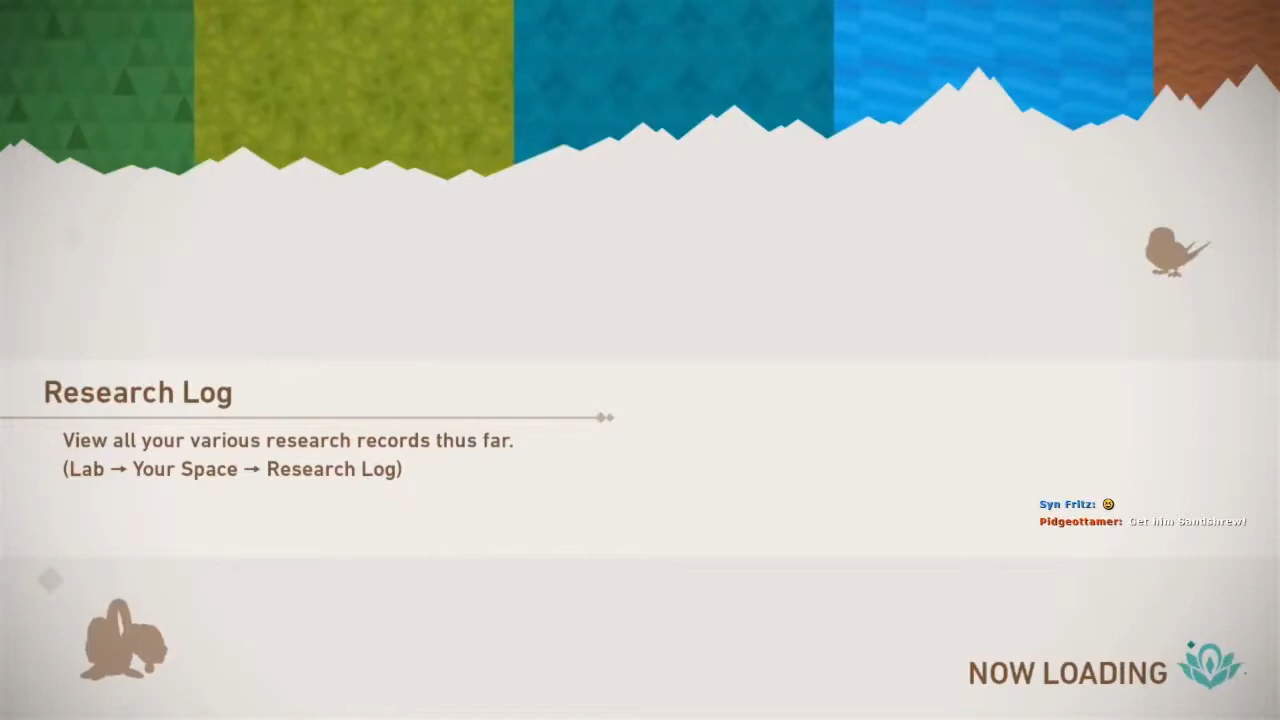 Research Log
View all your various research records thus far.
(Lab → Your Space → Research Log)
Syn Fritz: 😀
Pidgeottamer: Get him Sandshrew!
NOW LOADING